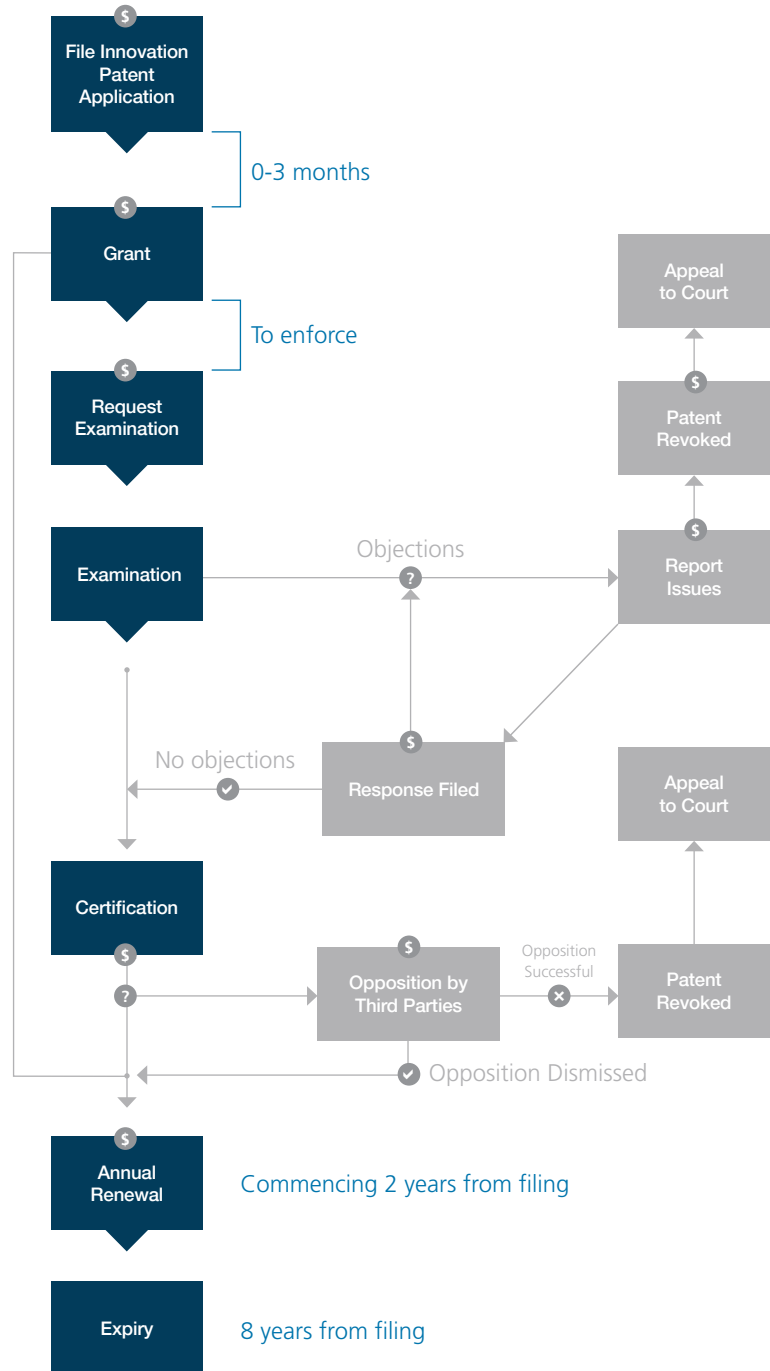 $
File Innovation
Patent
Application
0-3 months
$
Grant
To enforce
$
Request
Examination
Examination
Objections
?
$
Report
Issues
$
Patent
Revoked
Appeal
to Court
$
Response Filed
No objections
Certification
$
?
$
Opposition by
Third Parties
Opposition
Successful
Patent
Revoked
Appeal
to Court
Opposition Dismissed
$
Annual
Renewal
Commencing 2 years from filing
Expiry
8 years from filing